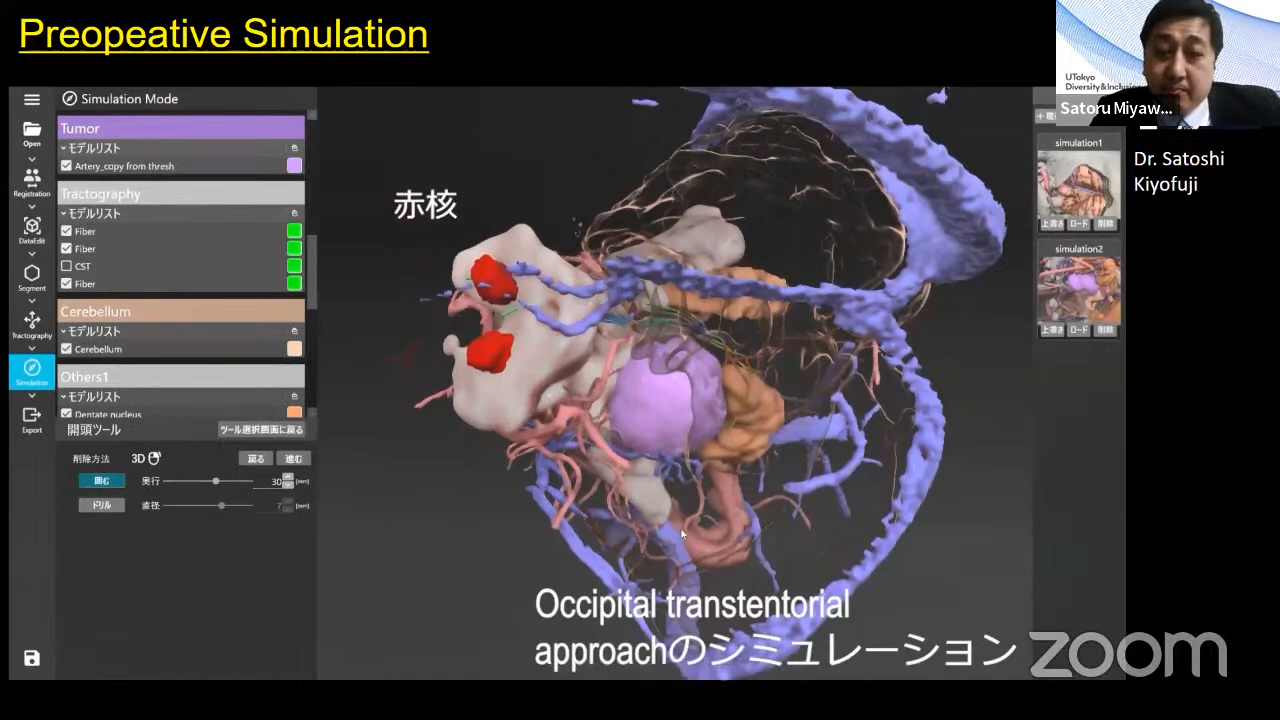 Preopeative Simulation
UTokyo
Diversity & Inclusi
Satoru Miyaw...
Dr. Satoshi
Kiyofuji
Simulation Mode
Open
Registration
DataEdit
Segment
Tractography
Simulation
Export
Tumor
モデルリスト
Artery_copy from thresh
Tractography
モデルリスト
Fiber
Fiber
CST
Fiber
Cerebellum
モデルリスト
Cerebellum
Others1
モデルリスト
Dentate nucleus
開頭ツール
ツール選択画面に戻る
削除方法
3D
戻る
進む
囲む
奥行
30
[mm]
ドリル
直径
7
[mm]
赤核
simulation1
上書き
ロード
削除
simulation2
上書き
ロード
削除
Occipital transtentorial
approachのシミュレーション
zoom